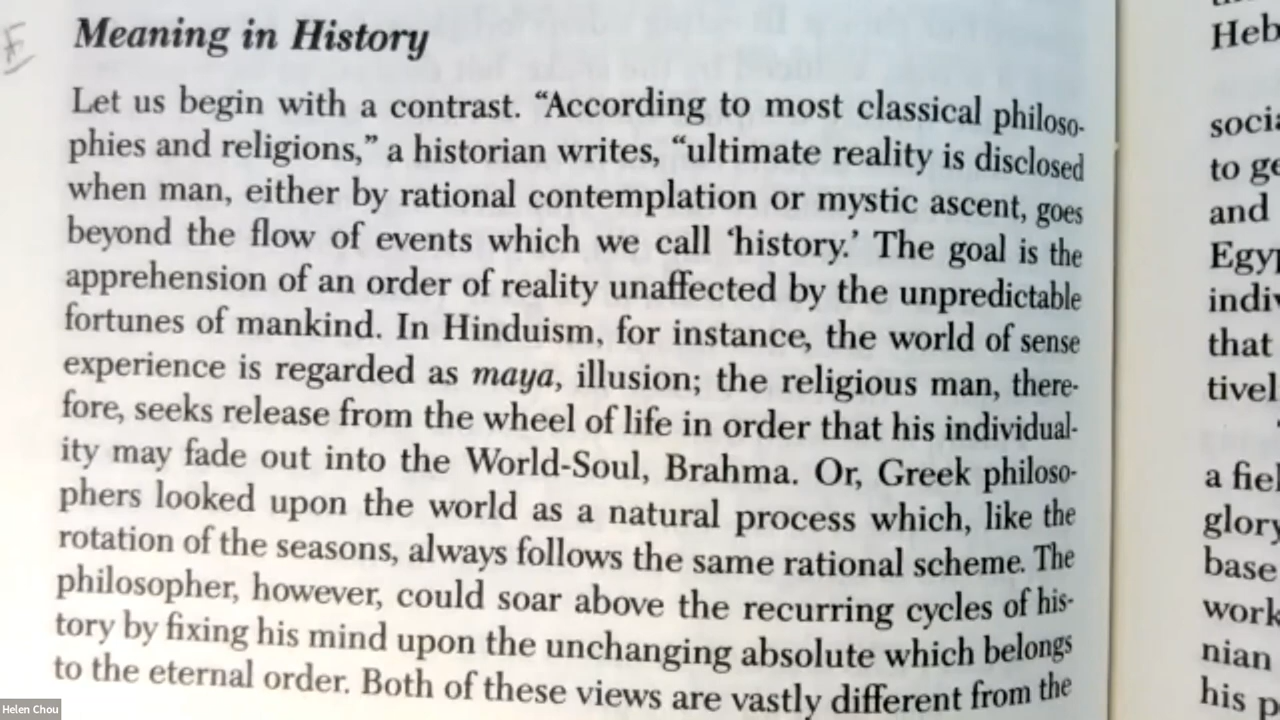 Meaning in History
Let us begin with a contrast. “According to most classical philoso-
phies and religions,” a historian writes, “ultimate reality is disclosed
when man, either by rational contemplation or mystic ascent, goes
beyond the flow of events which we call ‘history.’ The goal is the
apprehension of an order of reality unaffected by the unpredictable
fortunes of mankind. In Hinduism, for instance, the world of sense
experience is regarded as maya, illusion; the religious man, there-
fore, seeks release from the wheel of life in order that his individual-
ity may fade out into the World-Soul, Brahma. Or, Greek philoso-
phers looked upon the world as a natural process which, like the
rotation of the seasons, always follows the same rational scheme. The
philosopher, however, could soar above the recurring cycles of his-
tory by fixing his mind upon the unchanging absolute which belongs
to the eternal order. Both of these views are vastly different from the
Heb
socia
to ge
and
Egyp
indiv
that
tivel
a fiel
glory
base
work
nian
his p
Helen Chou